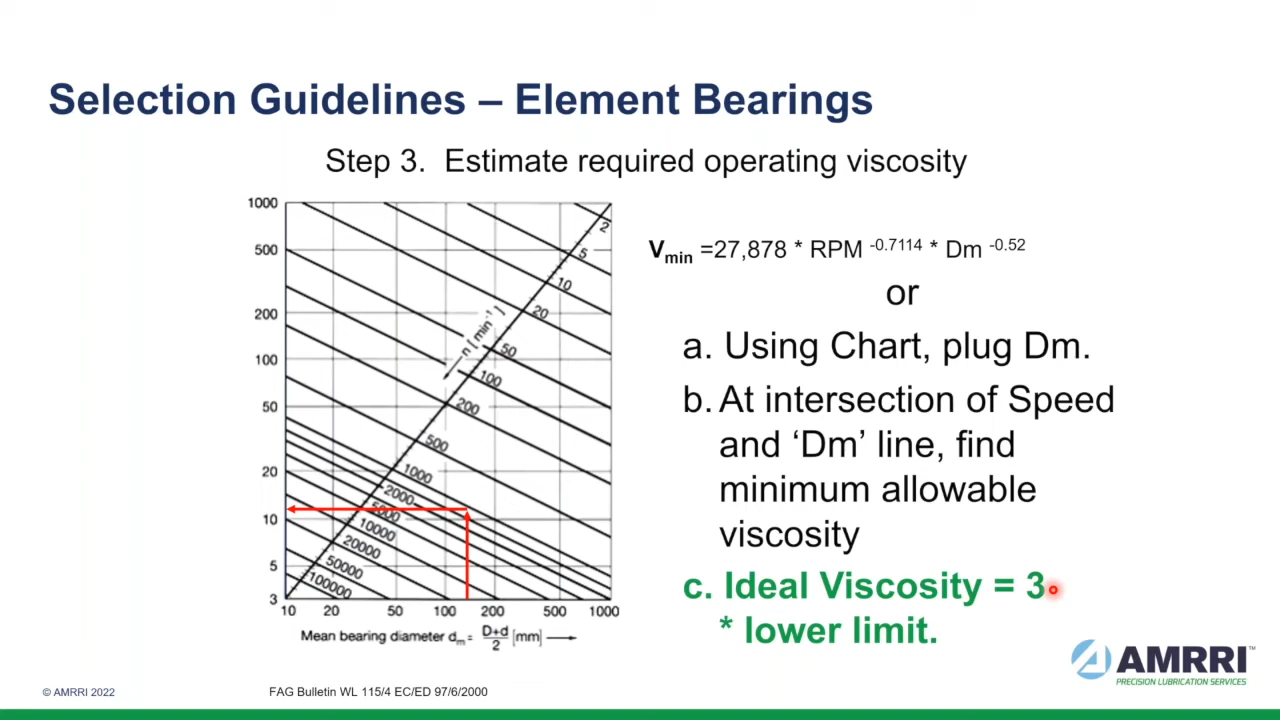 Selection Guidelines – Element Bearings
Step 3. Estimate required operating viscosity
1000
500
200
100
50
20
10
5
3
10 20 50 100 200 500 1000
n [min⁻¹]
2
5
10
20
50
100
200
500
1000
2000
5000
10000
20000
50000
100000
Mean bearing diameter dm = D+d/2 [mm]
Vmin =27,878 * RPM -0.7114 * Dm -0.52
or
a. Using Chart, plug Dm.
b. At intersection of Speed
and ‘Dm’ line, find
minimum allowable
viscosity
c. Ideal Viscosity = 3
* lower limit.
AMRRI™
PRECISION LUBRICATION SERVICES
© AMRRI 2022
FAG Bulletin WL 115/4 EC/ED 97/6/2000